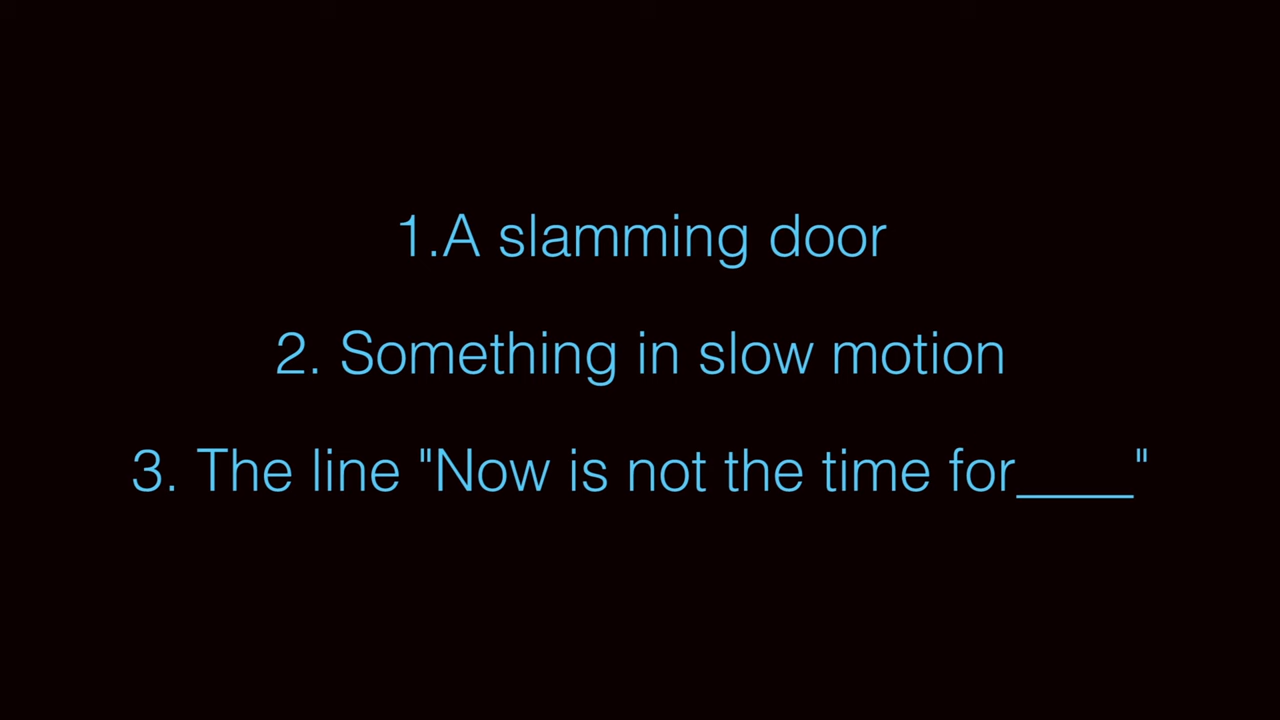 1.A slamming door
2. Something in slow motion
3. The line "Now is not the time for____"